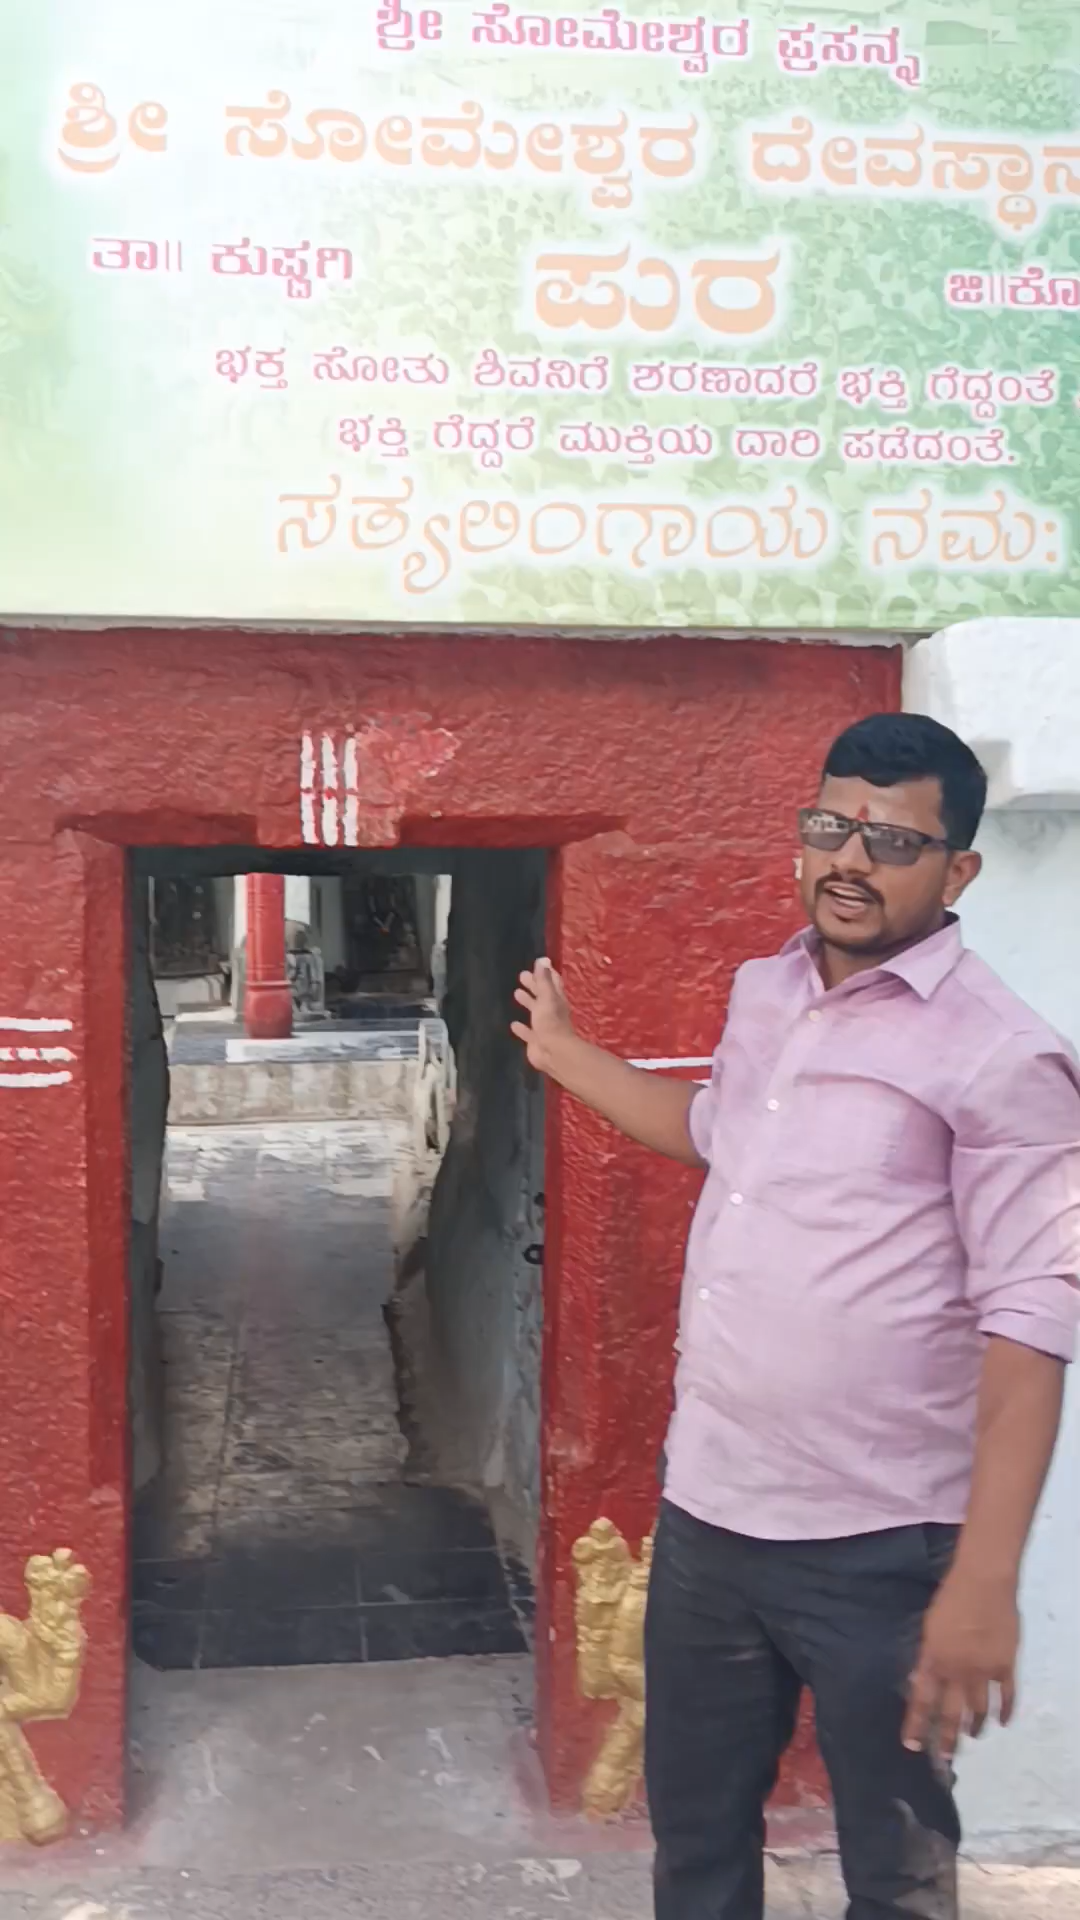 ಶ್ರೀ ಸೋಮೇಶ್ವರ ಪ್ರಸನ್ನ
ಶ್ರೀ ಸೋಮೇಶ್ವರ ದೇವಸ್ಥಾನ
ತಾ|| ಕುಷ್ಟಗಿ ಪುರ ಜಿ||ಕೊ
ಭಕ್ತ ಸೋತು ಶಿವನಿಗೆ ಶರಣಾದರೆ ಭಕ್ತಿ ಗೆದ್ದಂತೆ
ಭಕ್ತಿ ಗೆದ್ದರೆ ಮುಕ್ತಿಯ ದಾರಿ ಪಡೆದಂತೆ.
ಸತ್ಯಲಿಂಗಾಯ ನಮ: